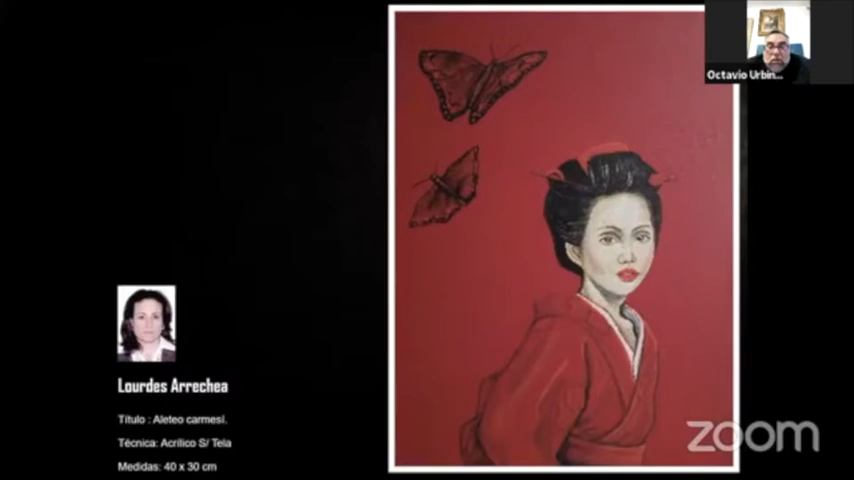 Octavio Urbin...
Lourdes Arrechea
Título : Aleteo carmesí.
Técnica: Acrílico S/ Tela
Medidas: 40 x 30 cm
zoom